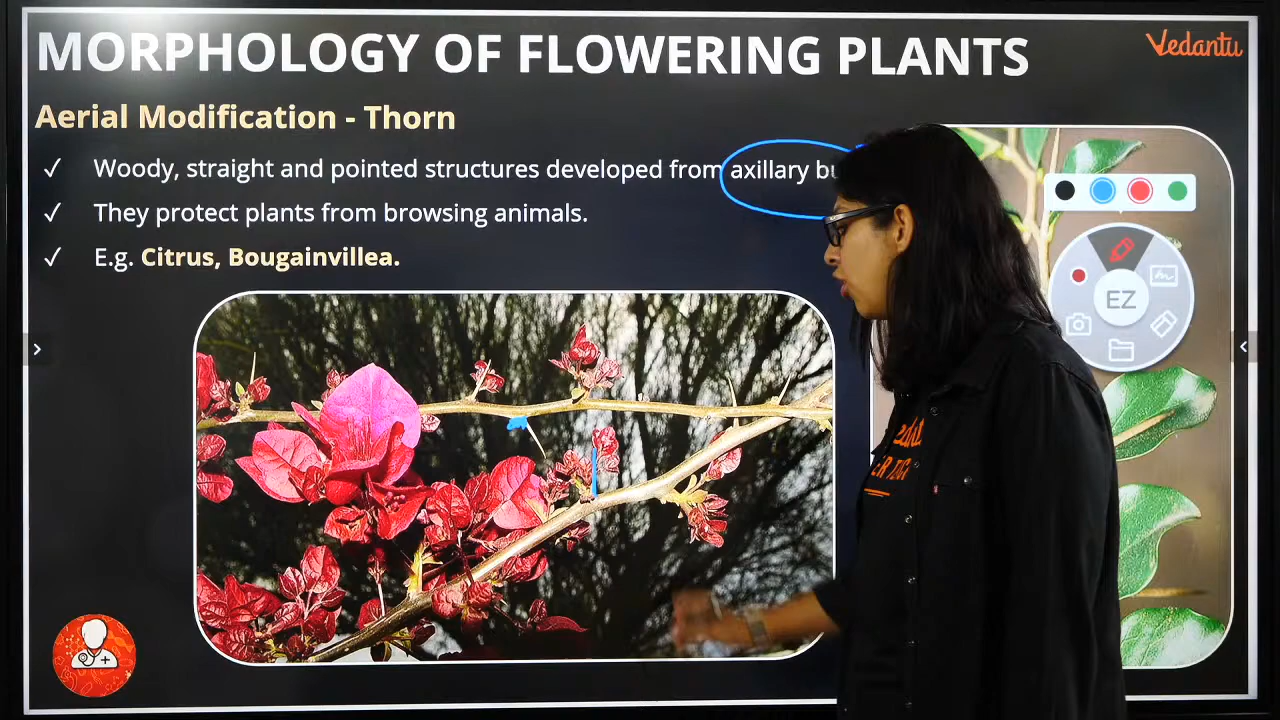 MORPHOLOGY OF FLOWERING PLANTS
Vedantu
Aerial Modification - Thorn
✓ Woody, straight and pointed structures developed from axillary
✓ They protect plants from browsing animals.
✓ E.g. Citrus, Bougainvillea.
EZ